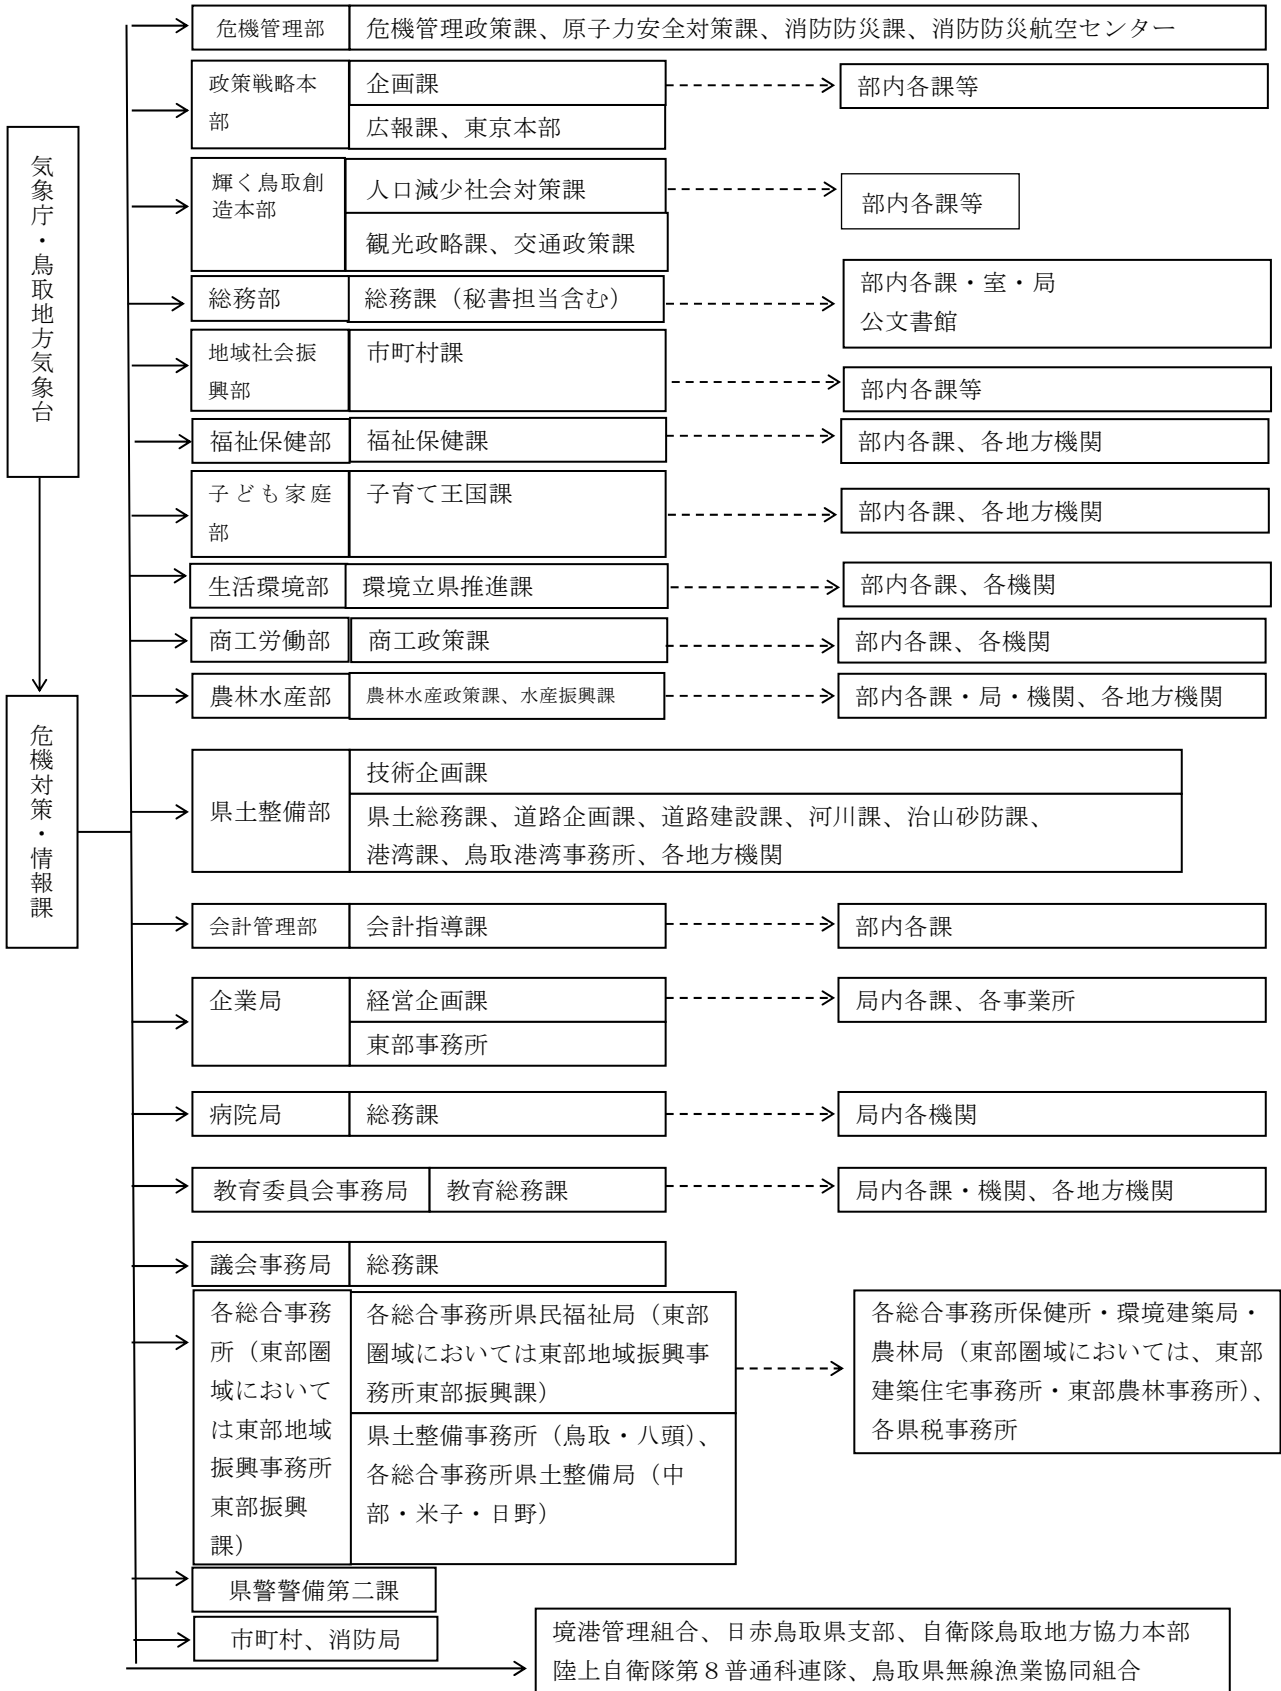 気象庁・鳥取地方気象台
危機対策・情報課
危機管理部
危機管理政策課、原子力安全対策課、消防防災課、消防防災航空センター
政策戦略本
部
企画課
広報課、東京本部
部内各課等
輝く鳥取創
造本部
人口減少社会対策課
観光政略課、交通政策課
部内各課等
総務部
総務課（秘書担当含む）
部内各課・室・局
公文書館
地域社会振
興部
市町村課
部内各課等
福祉保健部
福祉保健課
部内各課、各地方機関
子ども家庭
部
子育て王国課
部内各課、各地方機関
生活環境部
環境立県推進課
部内各課、各機関
商工労働部
商工政策課
部内各課、各機関
農林水産部
農林水産政策課、水産振興課
部内各課・局・機関、各地方機関
県土整備部
技術企画課
県土総務課、道路企画課、道路建設課、河川課、治山砂防課、
港湾課、鳥取港湾事務所、各地方機関
会計管理部
会計指導課
部内各課
企業局
経営企画課
東部事務所
局内各課、各事業所
病院局
総務課
局内各機関
教育委員会事務局
教育総務課
局内各課・機関、各地方機関
議会事務局
総務課
各総合事務
所（東部圏
域において
は東部地域
振興事務所
東部振興
課）
各総合事務所県民福祉局（東部
圏域においては東部地域振興事
務所東部振興課）
県土整備事務所（鳥取・八頭）、
各総合事務所県土整備局（中
部・米子・日野）
各総合事務所保健所・環境建築局・
農林局（東部圏域においては、東部
建築住宅事務所・東部農林事務所）、
各県税事務所
県警警備第二課
市町村、消防局
境港管理組合、日赤鳥取県支部、自衛隊鳥取地方協力本部
陸上自衛隊第８普通科連隊、鳥取県無線漁業協同組合